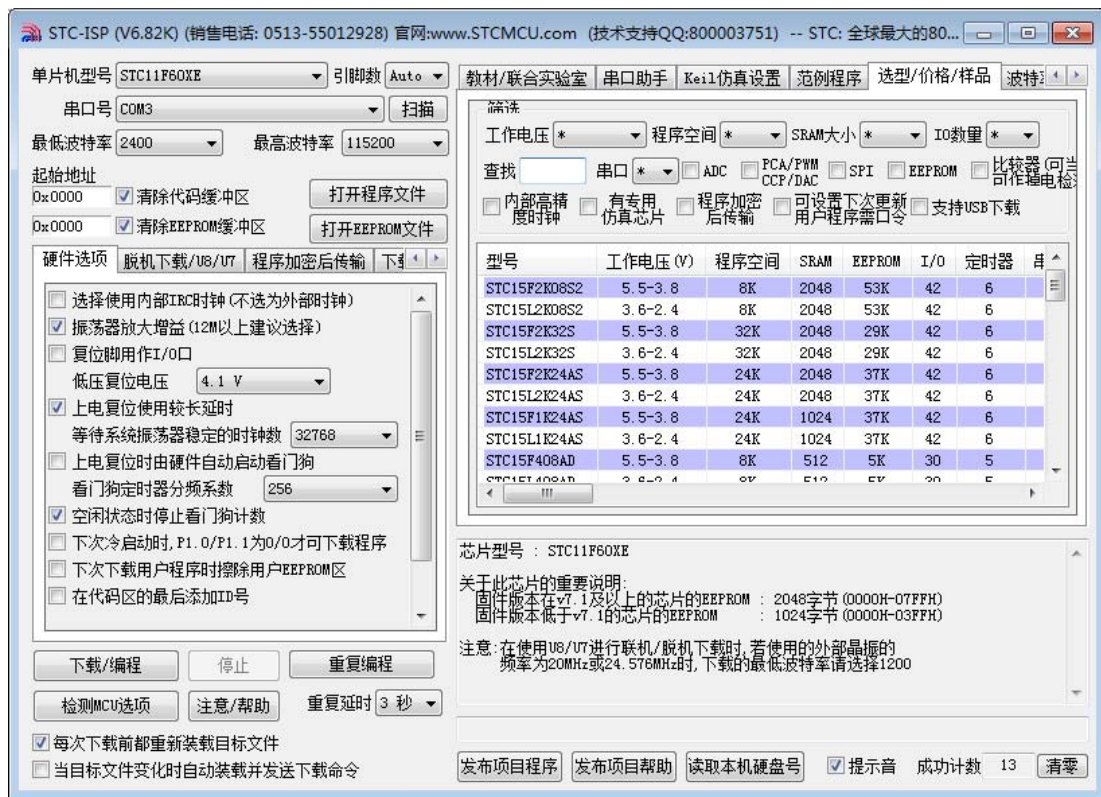 STC-ISP (V6.82K) (销售电话: 0513-55012928) 官网:www.STCMCU.com (技术支持QQ:800003751) -- STC: 全球最大的80...
单片机型号 STC11F60XE 引脚数 Auto
串口号 COM3 扫描
最低波特率 2400 最高波特率 115200
起始地址
0x0000 清除代码缓冲区 打开程序文件
0x0000 清除EEPROM缓冲区 打开EEPROM文件
硬件选项 脱机下载/U8/U7 程序加密后传输
选择使用内部IRC时钟(不选为外部时钟)
振荡器放大增益(12M以上建议选择)
复位脚用作I/O口
低压复位电压 4.1 V
上电复位使用较长延时
等待系统振荡器稳定的时钟数 32768
上电复位时由硬件自动启动看门狗
看门狗定时器分频系数 256
空闲状态时停止看门狗计数
下次冷启动时,P1.0/P1.1为0/0才可下载程序
下次下载用户程序时擦除用户EEPROM区
在代码区的最后添加ID号
下载/编程 停止 重复编程
检测MCU选项 注意/帮助 重复延时 3 秒
每次下载前都重新装载目标文件
当目标文件变化时自动装载并发送下载命令
教材/联合实验室 串口助手 Keil仿真设置 范例程序 选型/价格/样品 波特
筛选
工作电压 * 程序空间 * SRAM大小 * IO数量 *
查找 串口 * ADC PCA/PWM CCP/DAC SPI EEPROM 比较器(可当
内部高精度时钟 有专用仿真芯片 程序加密后传输 可设置下次更新用户程序需口令 支持USB下载
型号 工作电压(V) 程序空间 SRAM EEPROM I/O 定时器 串
STC15F2K08S2 5.5-3.8 8K 2048 53K 42 6
STC15L2K08S2 3.6-2.4 8K 2048 53K 42 6
STC15F2K32S 5.5-3.8 32K 2048 29K 42 6
STC15L2K32S 3.6-2.4 32K 2048 29K 42 6
STC15F2K24AS 5.5-3.8 24K 2048 37K 42 6
STC15L2K24AS 3.6-2.4 24K 2048 37K 42 6
STC15F1K24AS 5.5-3.8 24K 1024 37K 42 6
STC15L1K24AS 3.6-2.4 24K 1024 37K 42 6
STC15F408AD 5.5-3.8 8K 512 5K 30 5
芯片型号 : STC11F60XE
关于此芯片的重要说明:
固件版本在v7.1及以上的芯片的EEPROM : 2048字节(0000H-07FFH)
固件版本低于v7.1的芯片的EEPROM : 1024字节(0000H-03FFH)
注意:在使用U8/U7进行联机/脱机下载时,若使用的外部晶振的
频率为20MHz或24.576MHz时,下载的最低波特率请选择1200
发布项目程序 发布项目帮助 读取本机硬盘号 提示音 成功计数 13 清零